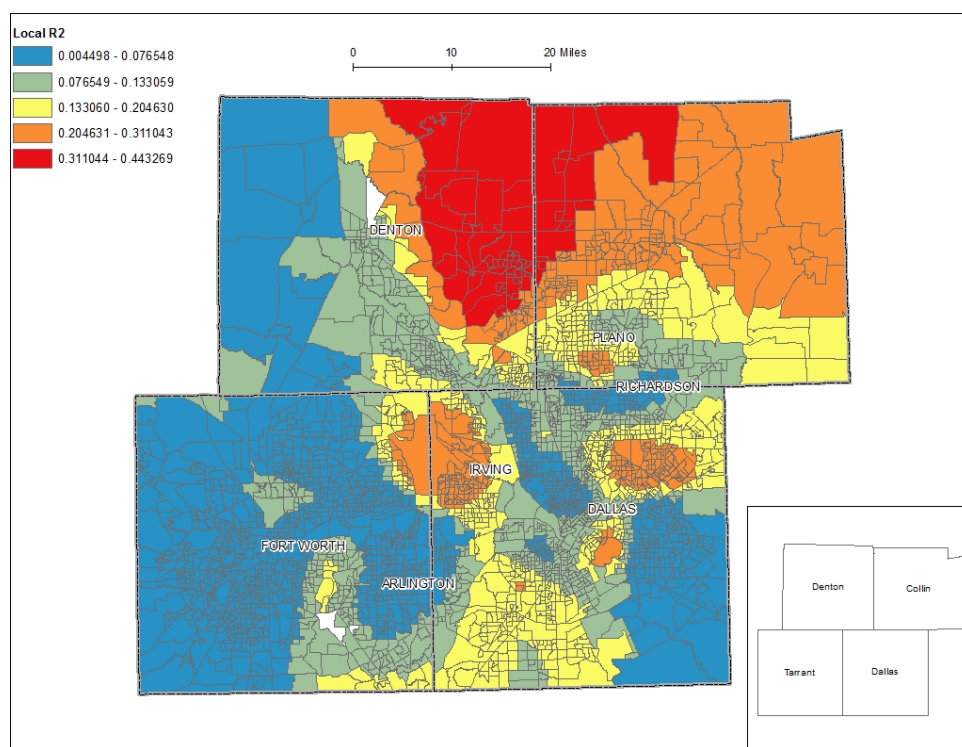 Local R2
0.004498 - 0.076548
0.076549 - 0.133059
0.133060 - 0.204630
0.204631 - 0.311043
0.311044 - 0.443269
0 10 20 Miles
DENTON
PLANO
RICHARDSON
IRVING
DALLAS
FORT WORTH
ARLINGTON
Denton
Collin
Tarrant
Dallas